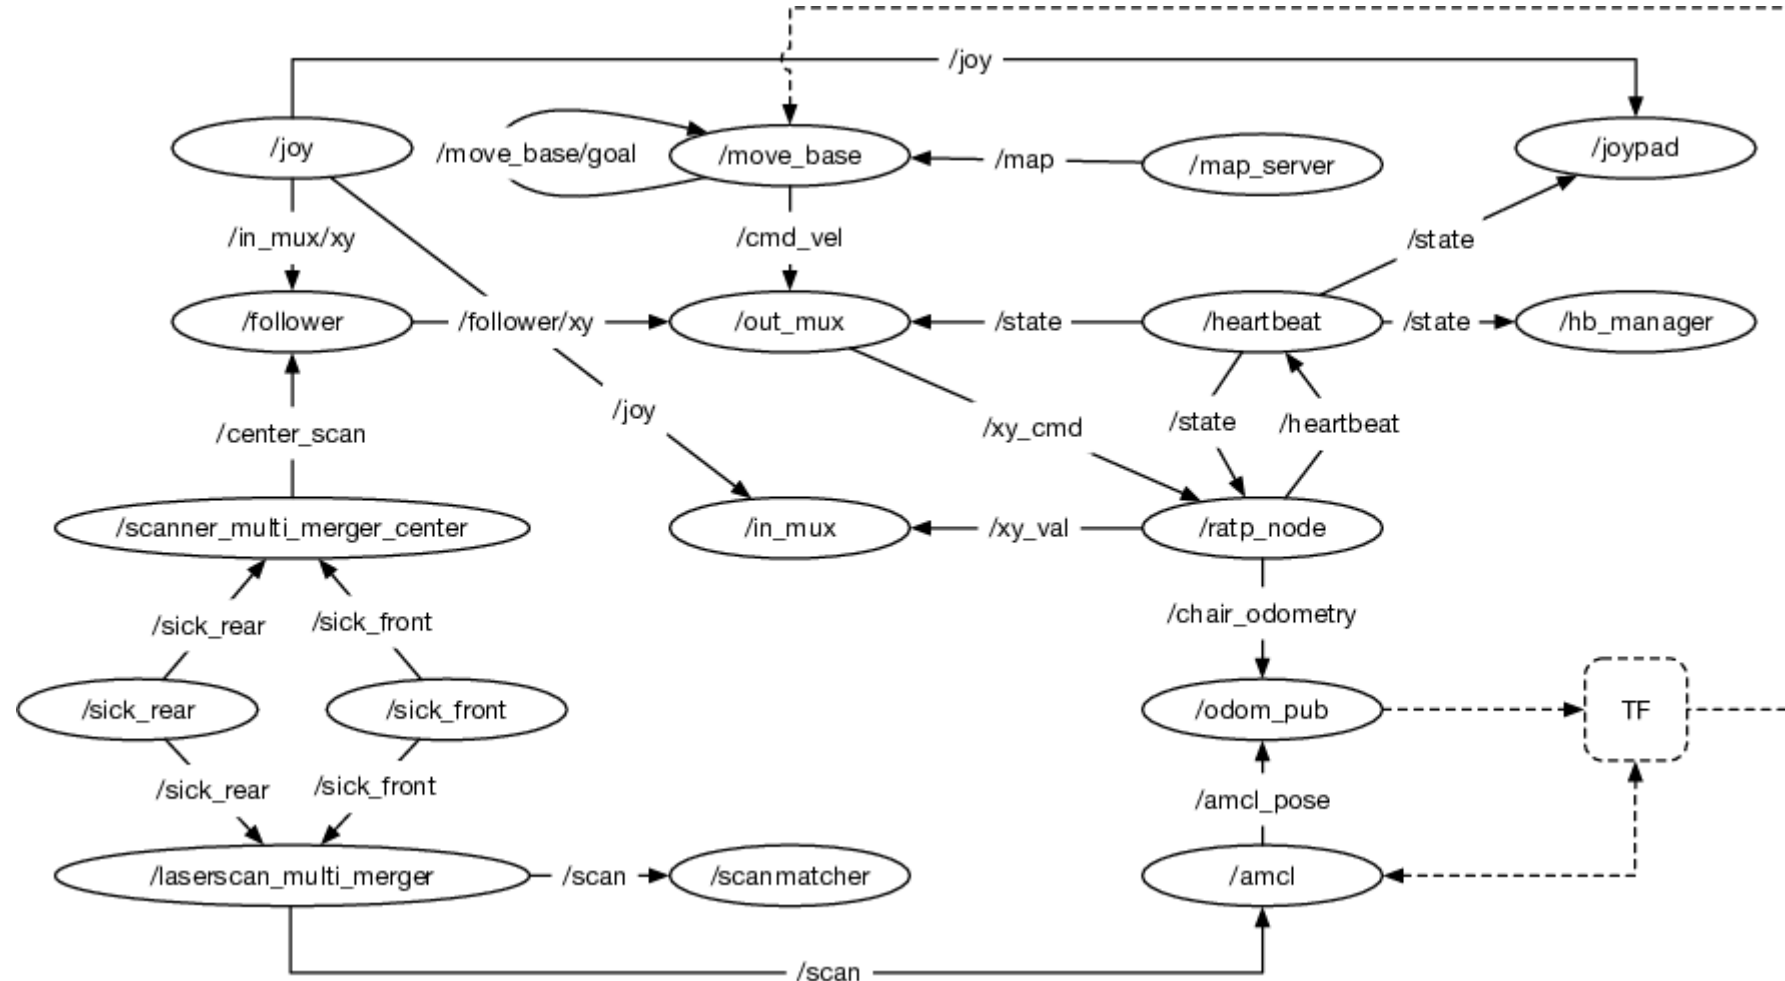 /joy
/joy
/move_base/goal
/move_base
/map
/map_server
/joypad
/in_mux/xy
/cmd_vel
/state
/follower
/follower/xy
/out_mux
/state
/heartbeat
/state
/hb_manager
/joy
/center_scan
/xy_cmd
/state
/heartbeat
/scanner_multi_merger_center
/in_mux
/xy_val
/ratp_node
/sick_rear
/sick_front
/chair_odometry
/sick_rear
/sick_front
/odom_pub
TF
/sick_rear
/sick_front
/amcl_pose
/laserscan_multi_merger
/scan
/scanmatcher
/amcl
/scan